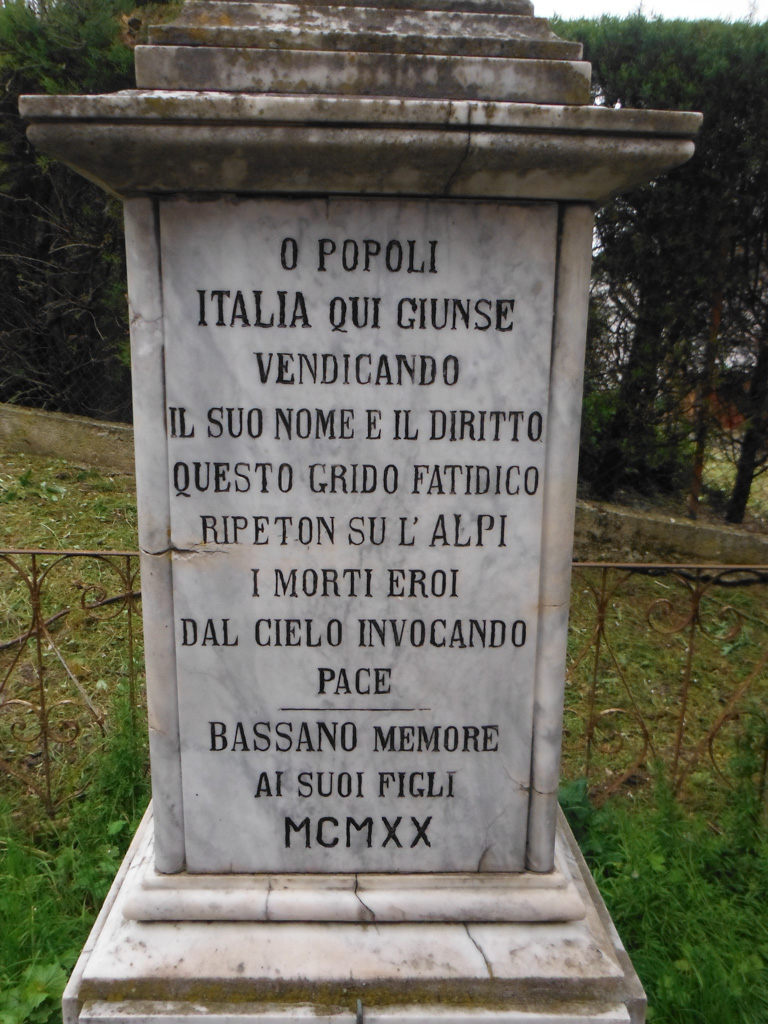 O POPOLI
ITALIA QUI GIUNSE
VENDICANDO
IL SUO NOME E IL DIRITTO
QUESTO GRIDO FATIDICO
RIPETON SU L'ALPI
I MORTI EROI
DAL CIELO INVOCANDO
PACE
BASSANO MEMORE
AI SUOI FIGLI
MCMXX